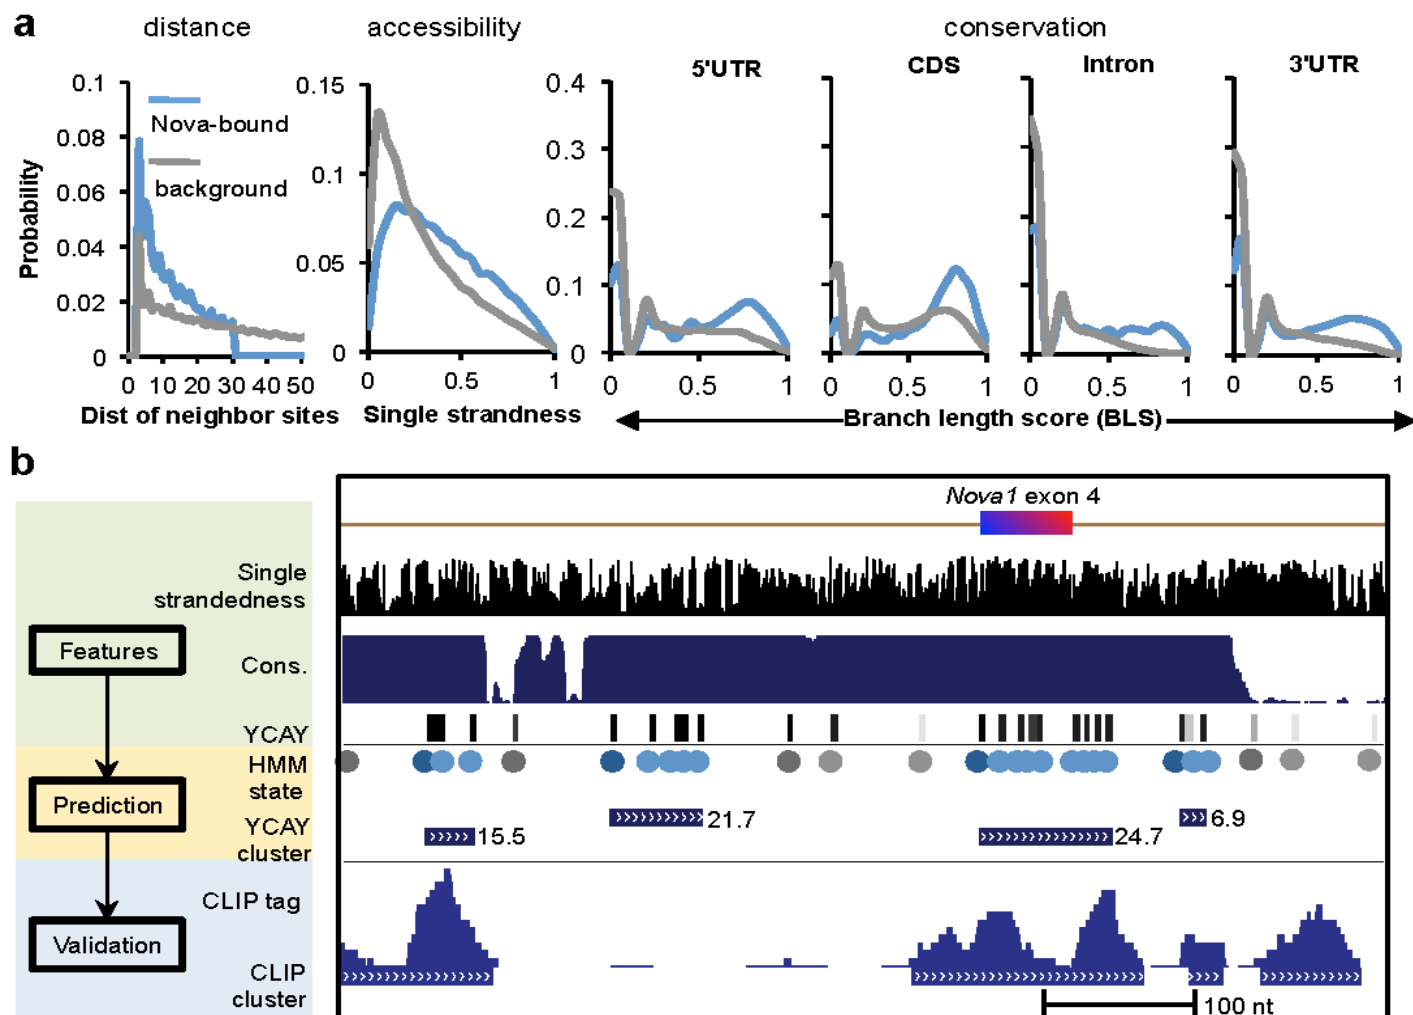 a
distance
accessibility
conservation
5'UTR
CDS
Intron
3'UTR
Probability
0.1
0.08
0.06
0.04
0.02
0
Nova-bound
background
0 10 20 30 40 50
Dist of neighbor sites
0.15
0.1
0.05
0
0 0.5 1
Single strandness
0.4
0.3
0.2
0.1
0
0 0.5 1
0 0.5 1
0 0.5 1
0 0.5 1
Branch length score (BLS)
b
Nova1 exon 4
Single
strandedness
Features
Cons.
YCAY
HMM
state
Prediction
YCAY
cluster
15.5
21.7
24.7
6.9
CLIP tag
Validation
CLIP
cluster
100 nt